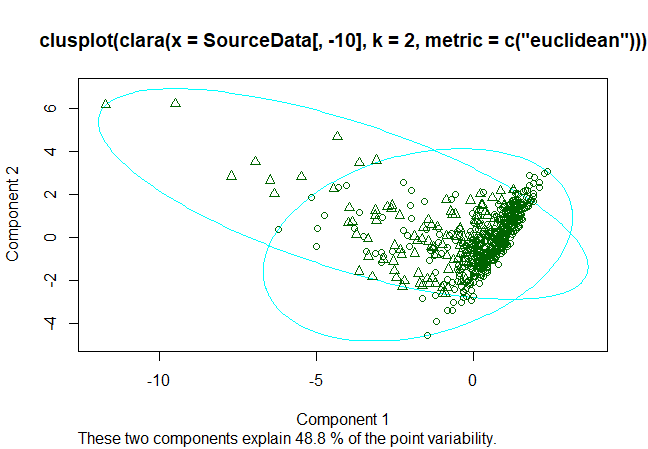 clusplot(clara(x = SourceData[, -10], k = 2, metric = c("euclidean")))
6
4
2
0
-2
-4
Component 2
-10
-5
0
Component 1
These two components explain 48.8 % of the point variability.